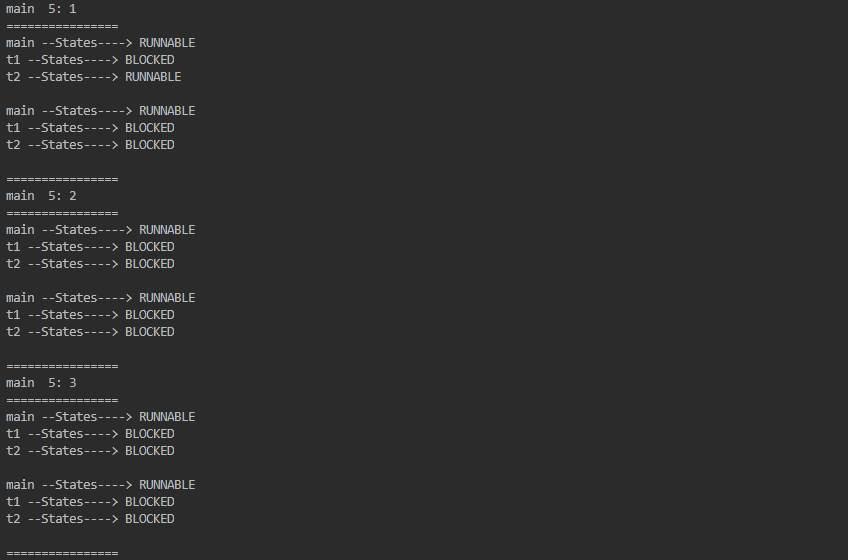 main  5: 1
================
main --States----> RUNNABLE
t1 --States----> BLOCKED
t2 --States----> RUNNABLE

main --States----> RUNNABLE
t1 --States----> BLOCKED
t2 --States----> BLOCKED

================
main  5: 2
================
main --States----> RUNNABLE
t1 --States----> BLOCKED
t2 --States----> BLOCKED

main --States----> RUNNABLE
t1 --States----> BLOCKED
t2 --States----> BLOCKED

================
main  5: 3
================
main --States----> RUNNABLE
t1 --States----> BLOCKED
t2 --States----> BLOCKED

main --States----> RUNNABLE
t1 --States----> BLOCKED
t2 --States----> BLOCKED

================